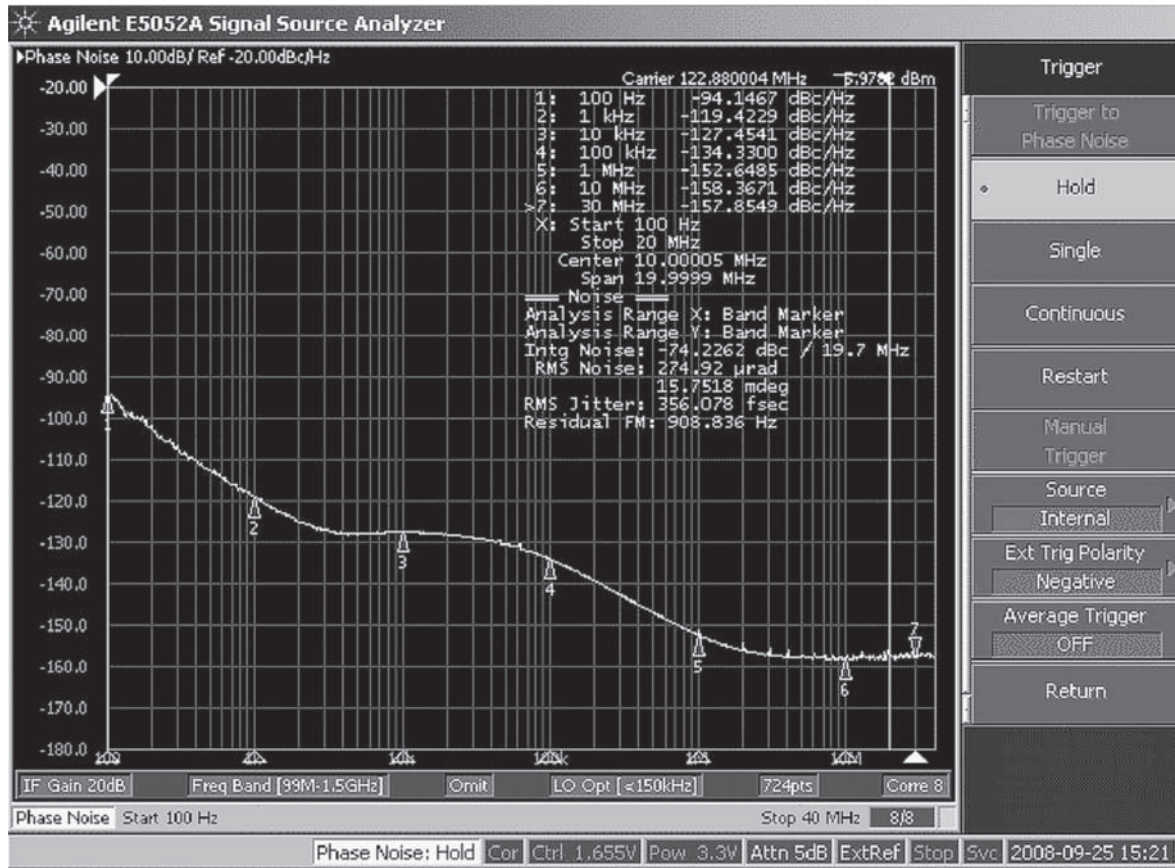 Agilent E5052A Signal Source Analyzer
Phase Noise 10.00dB/ Ref -20.00dBc/Hz
Carrier 122.880004 MHz dBm
1: 100 Hz -94.1467 dBc/Hz
2: 1 kHz -119.4229 dBc/Hz
3: 10 kHz -127.4541 dBc/Hz
4: 100 kHz -134.3300 dBc/Hz
5: 1 MHz -152.6485 dBc/Hz
6: 10 MHz -158.3671 dBc/Hz
>7: 30 MHz -157.8549 dBc/Hz
X: Start 100 Hz
Stop 20 MHz
Center 10.00005 MHz
Span 19.9999 MHz
Noise
Analysis Range X: Band Marker
Analysis Range Y: Band Marker
Intg Noise: -74.2262 dBc / 19.7 MHz
RMS Noise: 274.92 µrad
15.7518 mdeg
RMS Jitter: 356.078 fsec
Residual FM: 908.836 Hz
-20.00
-30.00
-40.00
-50.00
-60.00
-70.00
-80.00
-90.00
-100.0
-110.0
-120.0
-130.0
-140.0
-150.0
-160.0
-170.0
-180.0
1
2
3
4
5
6
7
IF Gain 20dB
Freq Band [99M-1.5GHz]
Omit
LO Opt [<150kHz]
724pts
Corre 8
Phase Noise Start 100 Hz
Stop 40 MHz 8/8
Trigger
Trigger to
Phase Noise
Hold
Single
Continuous
Restart
Manual
Trigger
Source
Internal
Ext Trig Polarity
Negative
Average Trigger
OFF
Return
Phase Noise: Hold Cor Ctrl 1.655V Pow 3.3V Attn 5dB ExtRef Stop Svc 2008-09-25 15:21